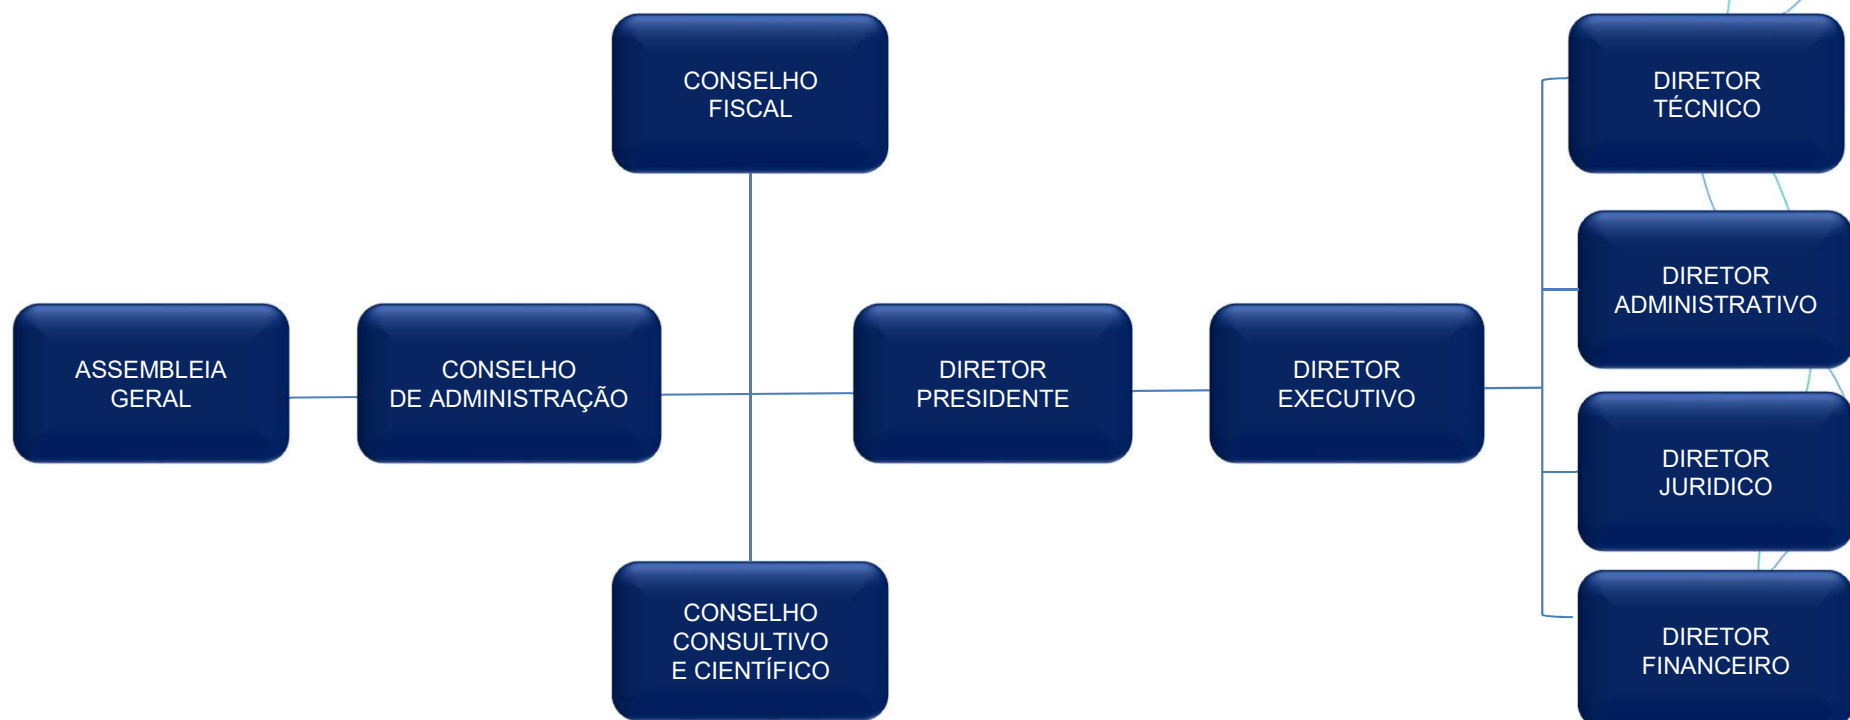 CONSELHO
FISCAL
DIRETOR
TÉCNICO
DIRETOR
ADMINISTRATIVO
ASSEMBLEIA
GERAL
CONSELHO
DE ADMINISTRAÇÃO
DIRETOR
PRESIDENTE
DIRETOR
EXECUTIVO
DIRETOR
JURIDICO
CONSELHO
CONSULTIVO
E CIENTÍFICO
DIRETOR
FINANCEIRO